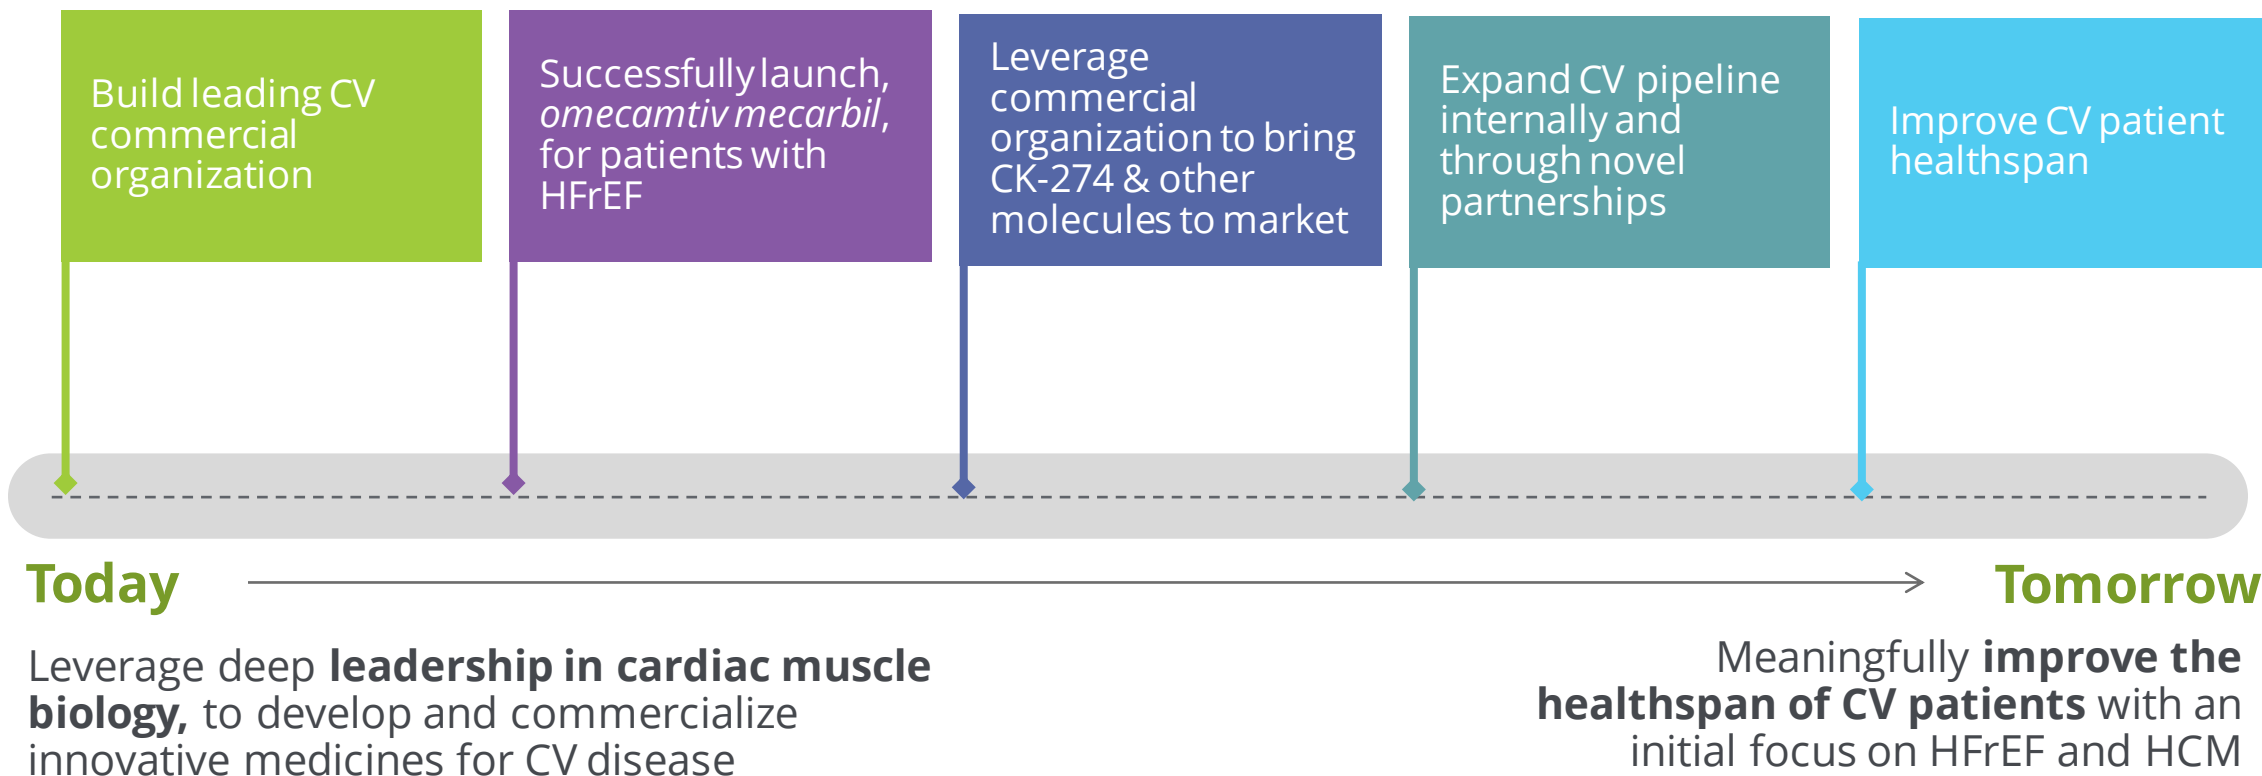 Build leading CV
commercial
organization
Successfully launch,
omecamtiv mecarbil,
for patients with
HFrEF
Leverage
commercial
organization to bring
CK-274 & other
molecules to market
Expand CV pipeline
internally and
through novel
partnerships
Improve CV patient
healthspan
Today
Tomorrow
Leverage deep leadership in cardiac muscle
biology, to develop and commercialize
innovative medicines for CV disease
Meaningfully improve the
healthspan of CV patients with an
initial focus on HFrEF and HCM